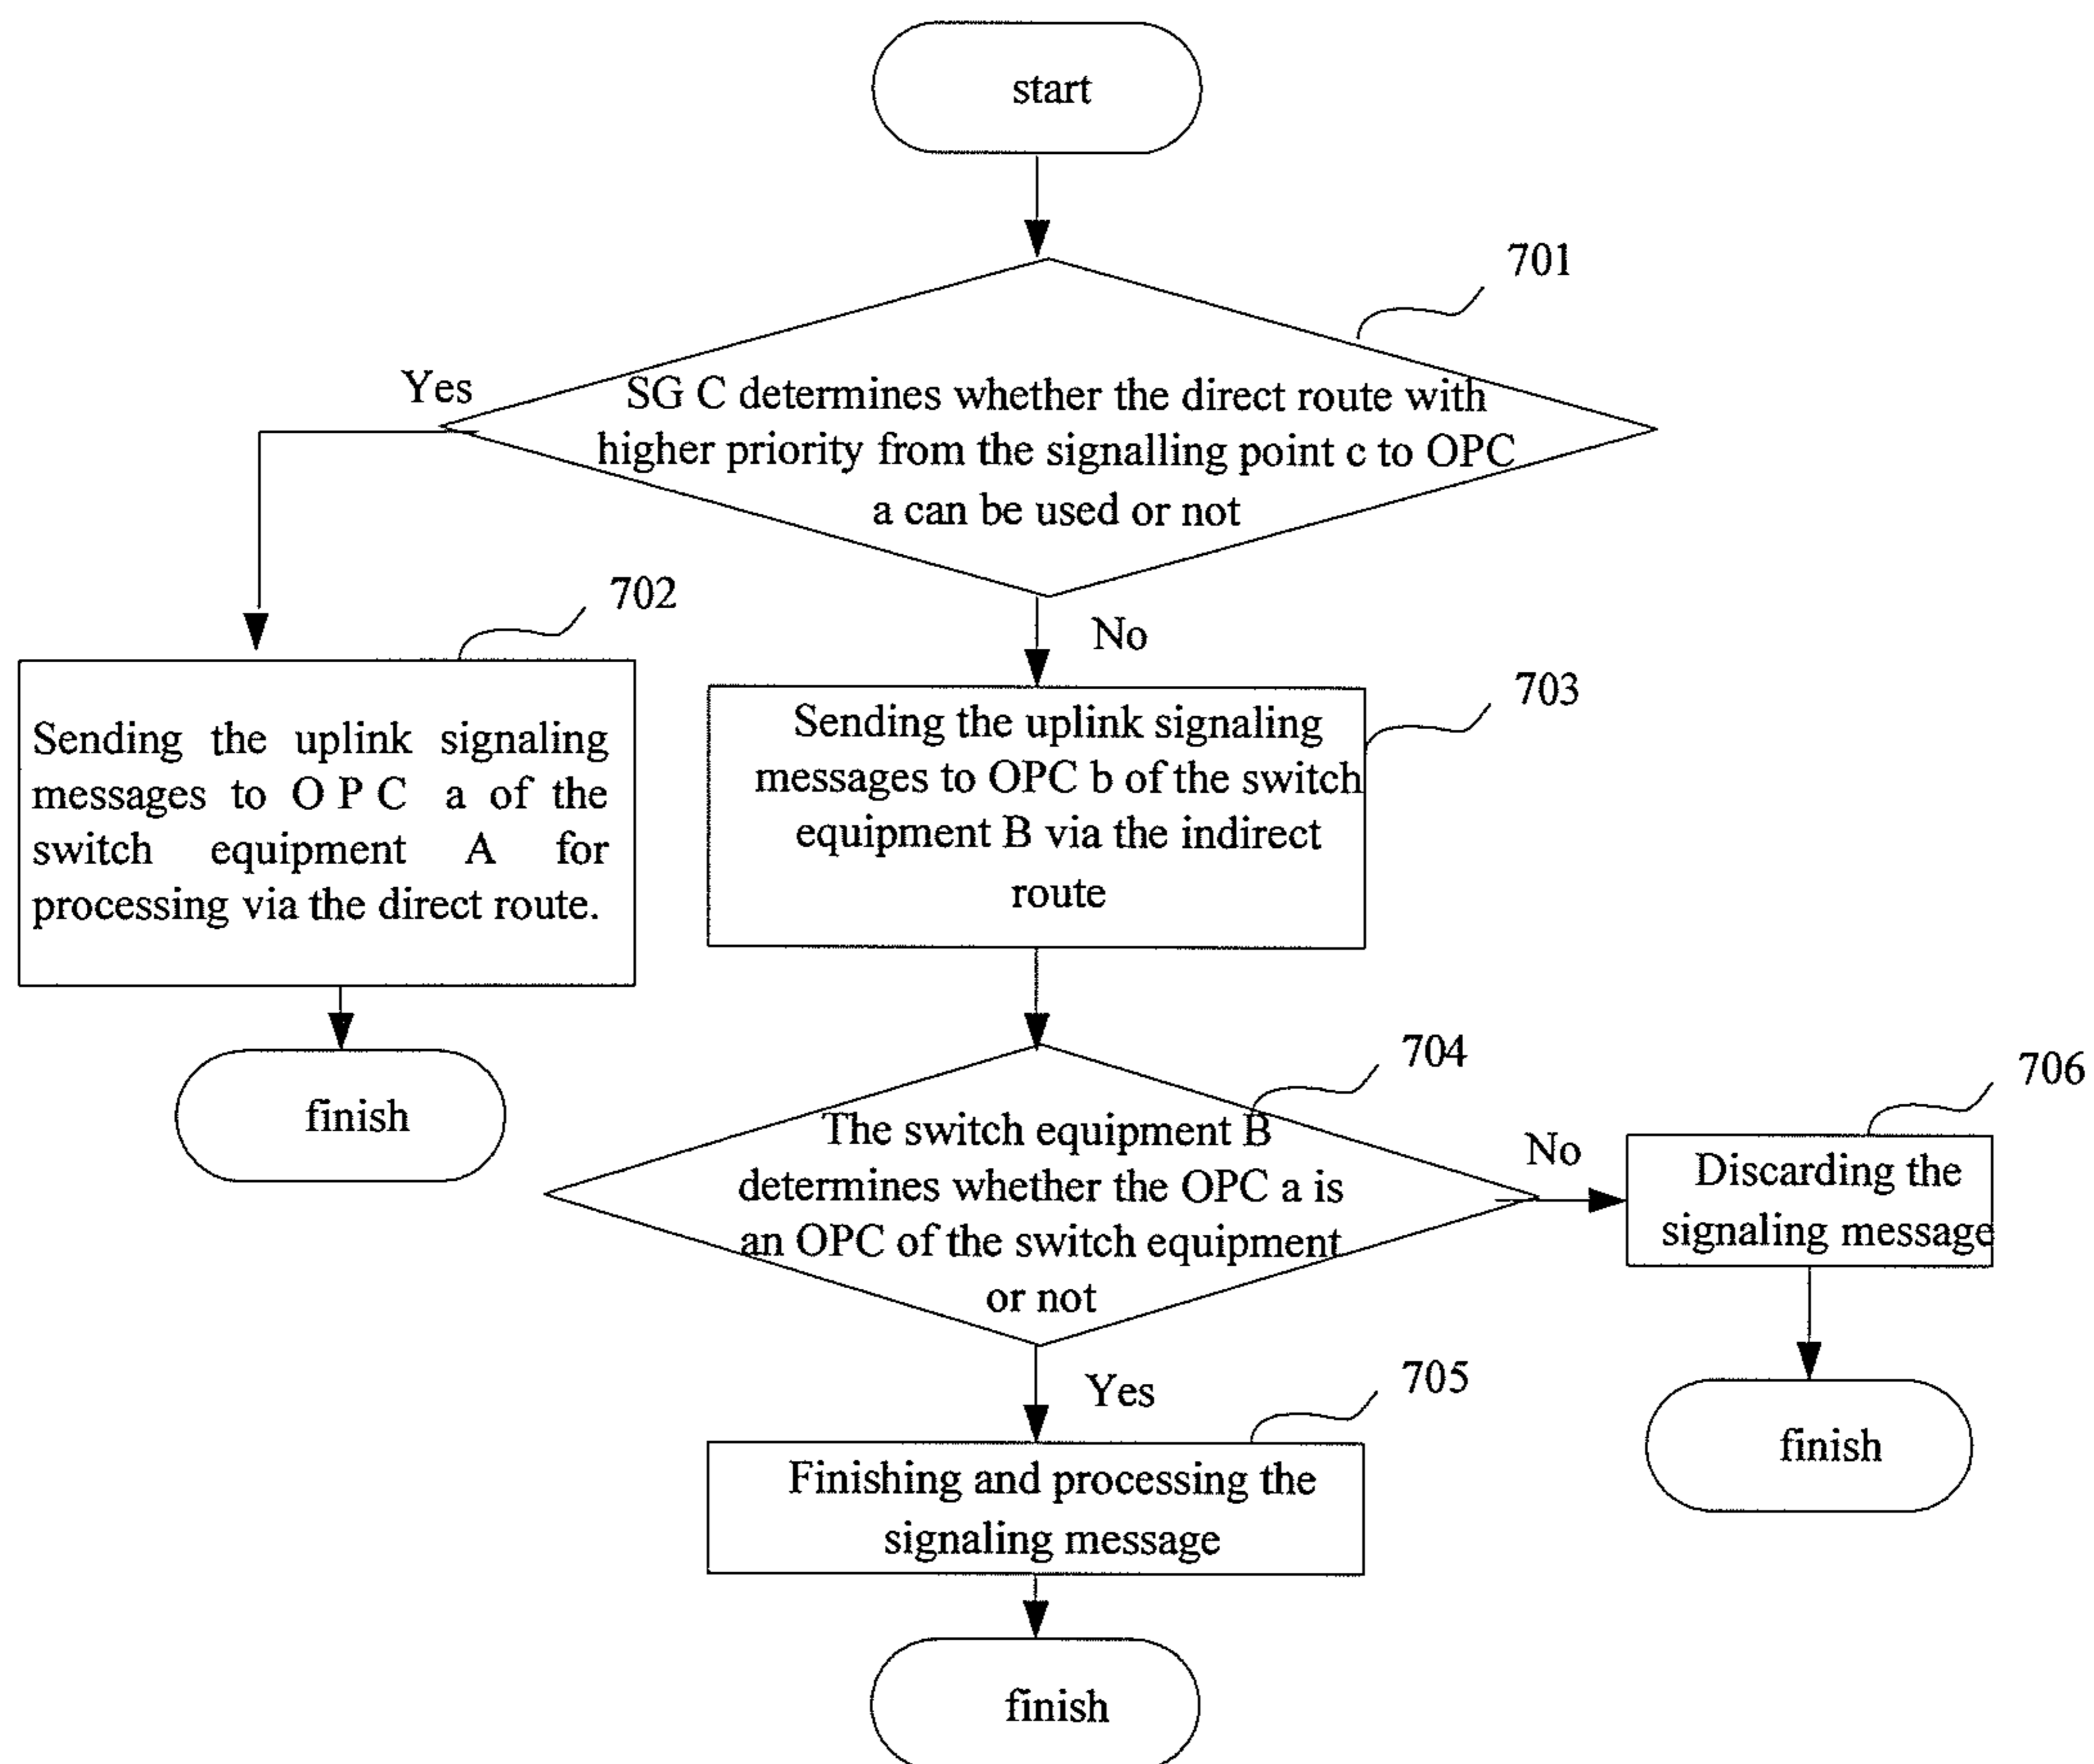 start
701
Yes
SG C determines whether the direct route with
higher priority from the signalling point c to OPC
a can be used or not
702
No
703
Sending the uplink signaling
messages to O P C a of the
switch equipment A for
processing via the direct route.
Sending the uplink signaling
messages to OPC b of the switch
equipment B via the indirect
route
finish
704
706
The switch equipment B
determines whether the OPC a is
an OPC of the switch equipment
or not
No
Discarding the
signaling message
Yes
705
Finishing and processing the
signaling message
finish
finish